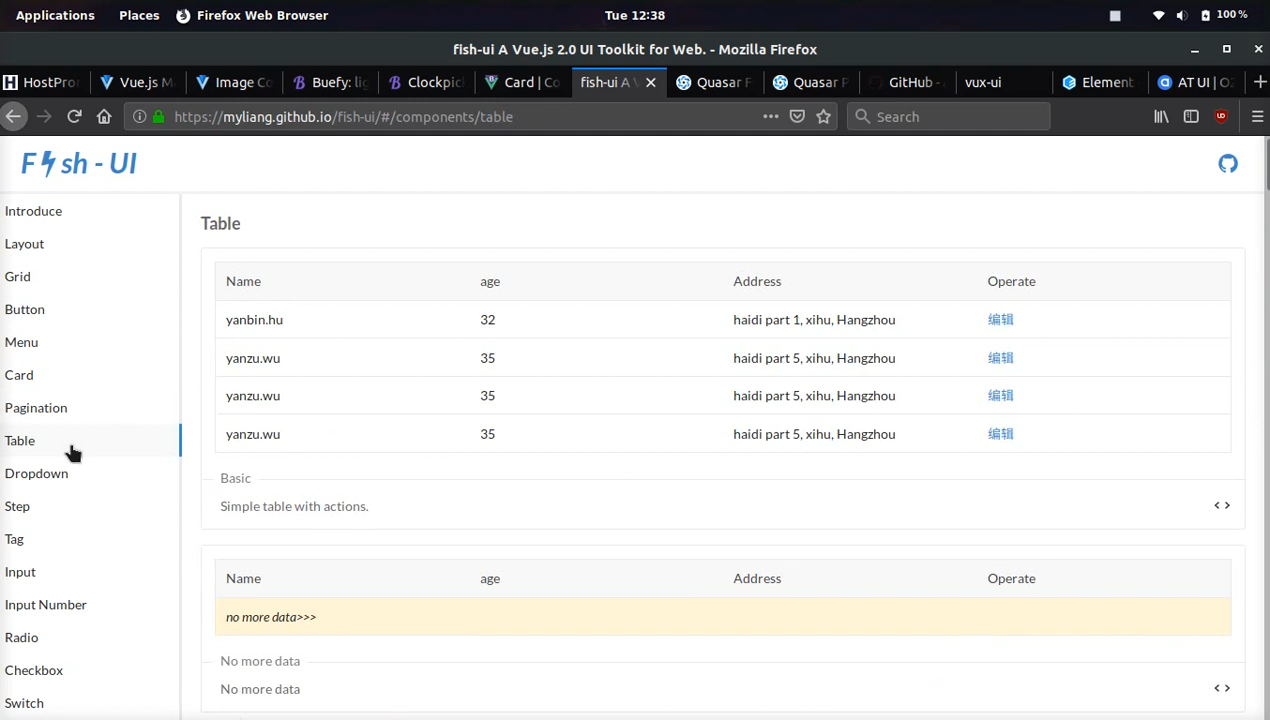 Applications Places Firefox Web Browser Tue 12:38 100 %
fish-ui A Vue.js 2.0 UI Toolkit for Web. - Mozilla Firefox
HostPro Vue.js M Image Co Buefy: lig Clockpic Card | Co fish-ui A V Quasar F Quasar P GitHub - vux-ui Element AT UI | O2
https://myliang.github.io/fish-ui/#/components/table Search
F sh - UI
Introduce
Layout
Grid
Button
Menu
Card
Pagination
Table
Dropdown
Step
Tag
Input
Input Number
Radio
Checkbox
Switch
Table
Name age Address Operate
yanbin.hu 32 haidi part 1, xihu, Hangzhou 编辑
yanzu.wu 35 haidi part 5, xihu, Hangzhou 编辑
yanzu.wu 35 haidi part 5, xihu, Hangzhou 编辑
yanzu.wu 35 haidi part 5, xihu, Hangzhou 编辑
Basic
Simple table with actions. < >
Name age Address Operate
no more data>>>
No more data
No more data < >